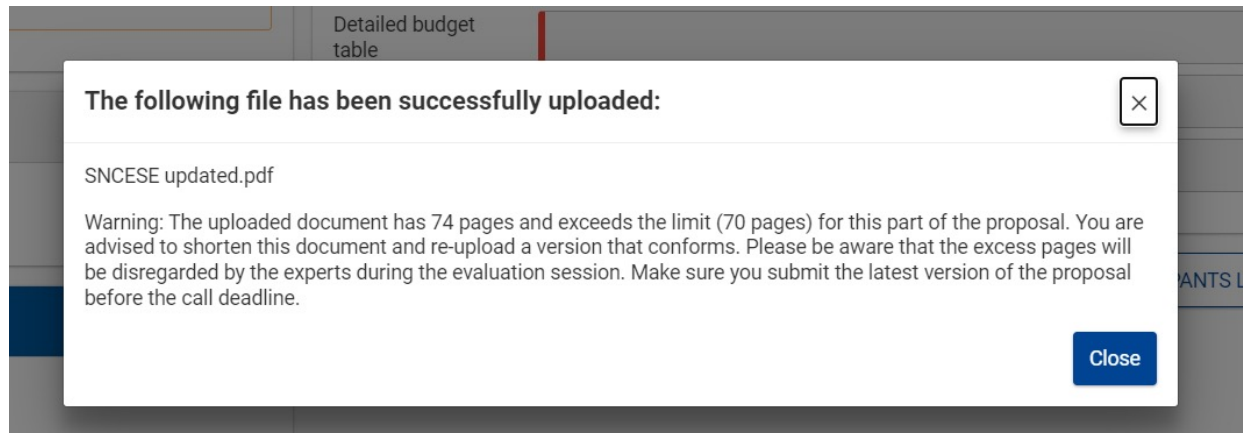 Detailed budget
table
The following file has been successfully uploaded:
SNCESE updated.pdf
Warning: The uploaded document has 74 pages and exceeds the limit (70 pages) for this part of the proposal. You are
advised to shorten this document and re-upload a version that conforms. Please be aware that the excess pages will
be disregarded by the experts during the evaluation session. Make sure you submit the latest version of the proposal
before the call deadline.
PANTS L
Close